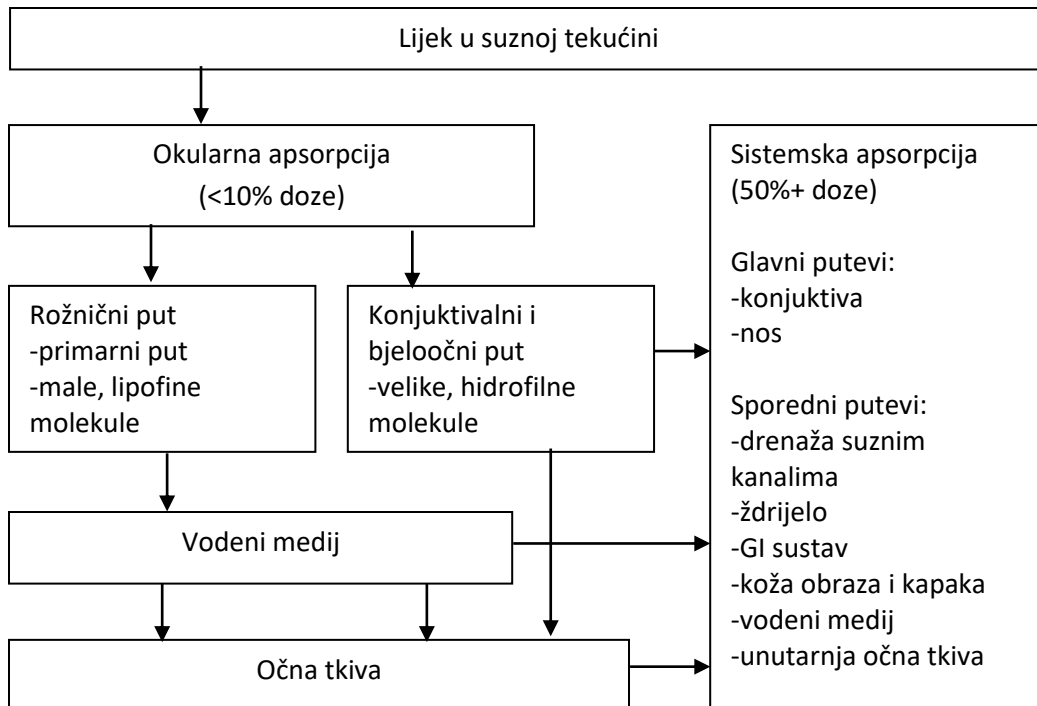 Lijek u suznoj tekućini
Okularna apsorpcija
(<10% doze)
Rožnični put
-primarni put
-male, lipofine
molekule
Konjuktivalni i
bjeloočni put
-velike, hidrofilne
molekule
Vodeni medij
Očna tkiva
Sistemska apsorpcija
(50%+ doze)
Glavni putevi:
-konjuktiva
-nos
Sporedni putevi:
-drenaža suznim
kanalima
-ždrijelo
-GI sustav
-koža obraza i kapaka
-vodeni medij
-unutarnja očna tkiva